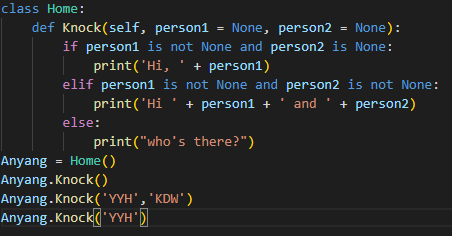 class Home:
    def Knock(self, person1 = None, person2 = None):
        if person1 is not None and person2 is None:
            print('Hi, ' + person1)
        elif person1 is not None and person2 is not None:
            print('Hi ' + person1 + ' and ' + person2)
        else:
            print("who's there?")
Anyang = Home()
Anyang.Knock()
Anyang.Knock('YYH','KDW')
Anyang.Knock('YYH')